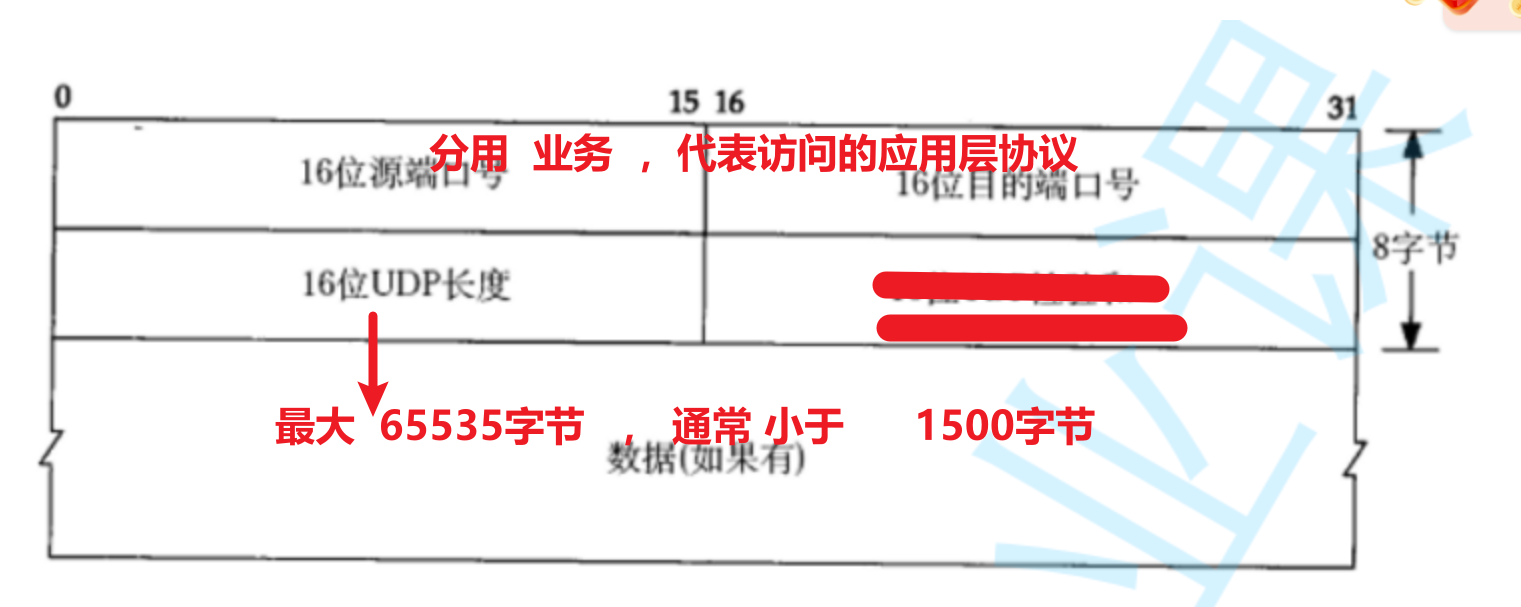 0 15 16 31
分用 业务 ，代表访问的应用层协议
16位源端口号 16位目的端口号
8字节
16位UDP长度
最大 65535字节 ， 通常 小于 1500字节
数据(如果有)
业课